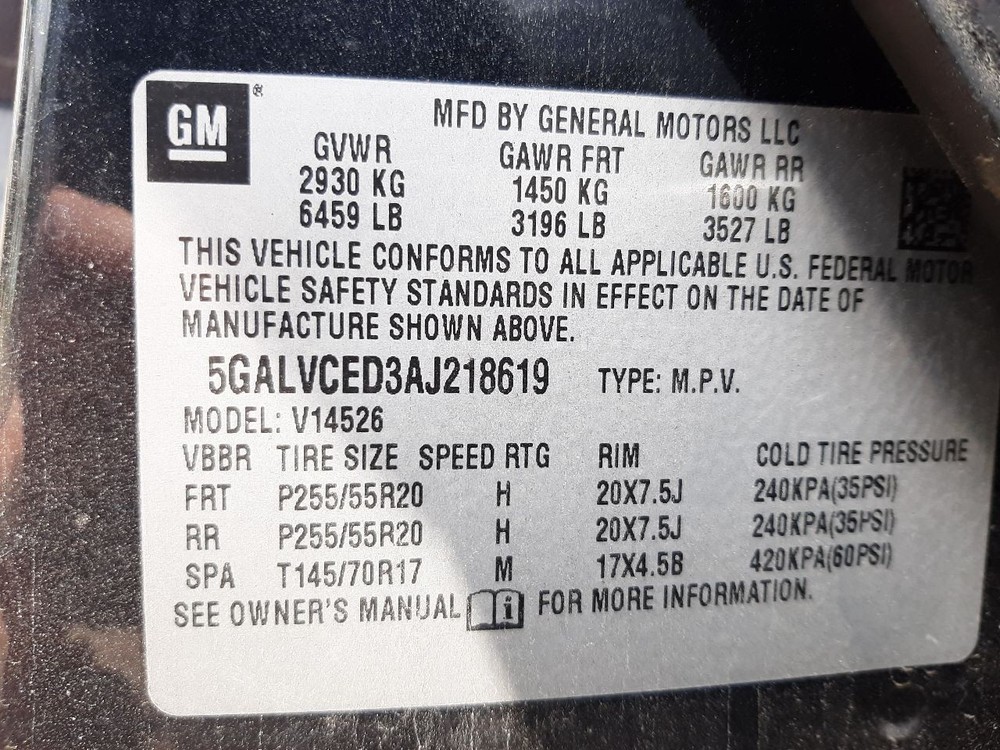 GM ®
MFD BY GENERAL MOTORS LLC
GVWR GAWR FRT GAWR RR
2930 KG 1450 KG 1600 KG
6459 LB 3196 LB 3527 LB
THIS VEHICLE CONFORMS TO ALL APPLICABLE U.S. FEDERAL MOTOR
VEHICLE SAFETY STANDARDS IN EFFECT ON THE DATE OF
MANUFACTURE SHOWN ABOVE.
5GALVCED3AJ218619 TYPE: M.P.V.
MODEL: V14526
VBBR TIRE SIZE SPEED RTG RIM COLD TIRE PRESSURE
FRT P255/55R20 H 20X7.5J 240KPA(35PSI)
RR P255/55R20 H 20X7.5J 240KPA(35PSI)
SPA T145/70R17 M 17X4.5B 420KPA(60PSI)
SEE OWNER'S MANUAL i FOR MORE INFORMATION.